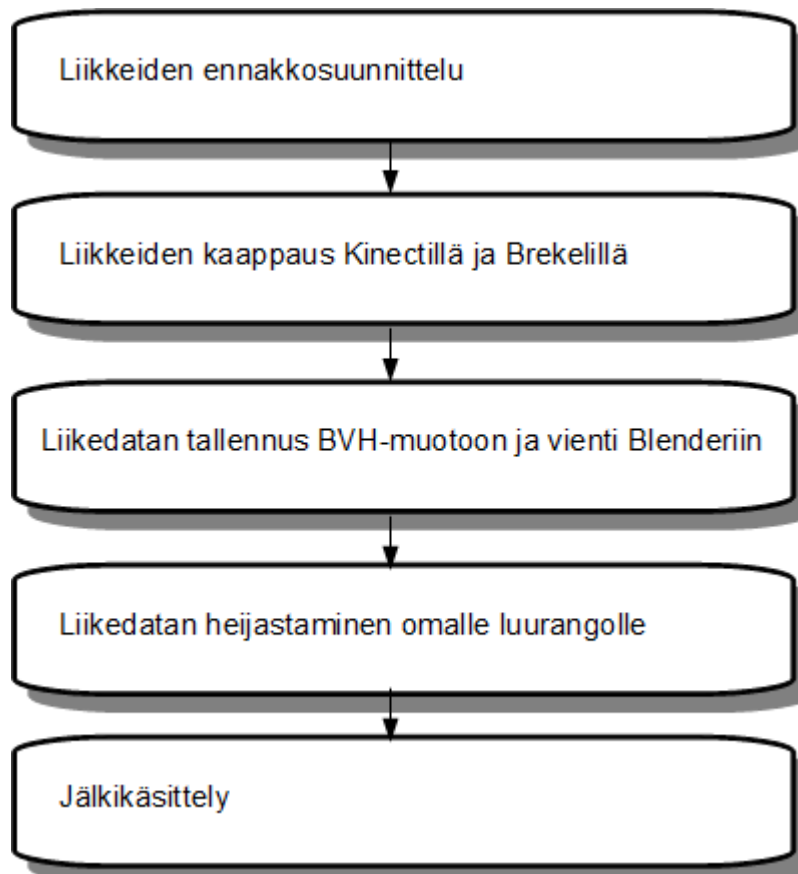 Liikkeiden ennakkosuunnittelu
Liikkeiden kaappaus Kinectillä ja Brekelillä
Liikedatan tallennus BVH-muotoon ja vienti Blenderiin
Liikedatan heijastaminen omalle luurangolle
Jälkikäsittely